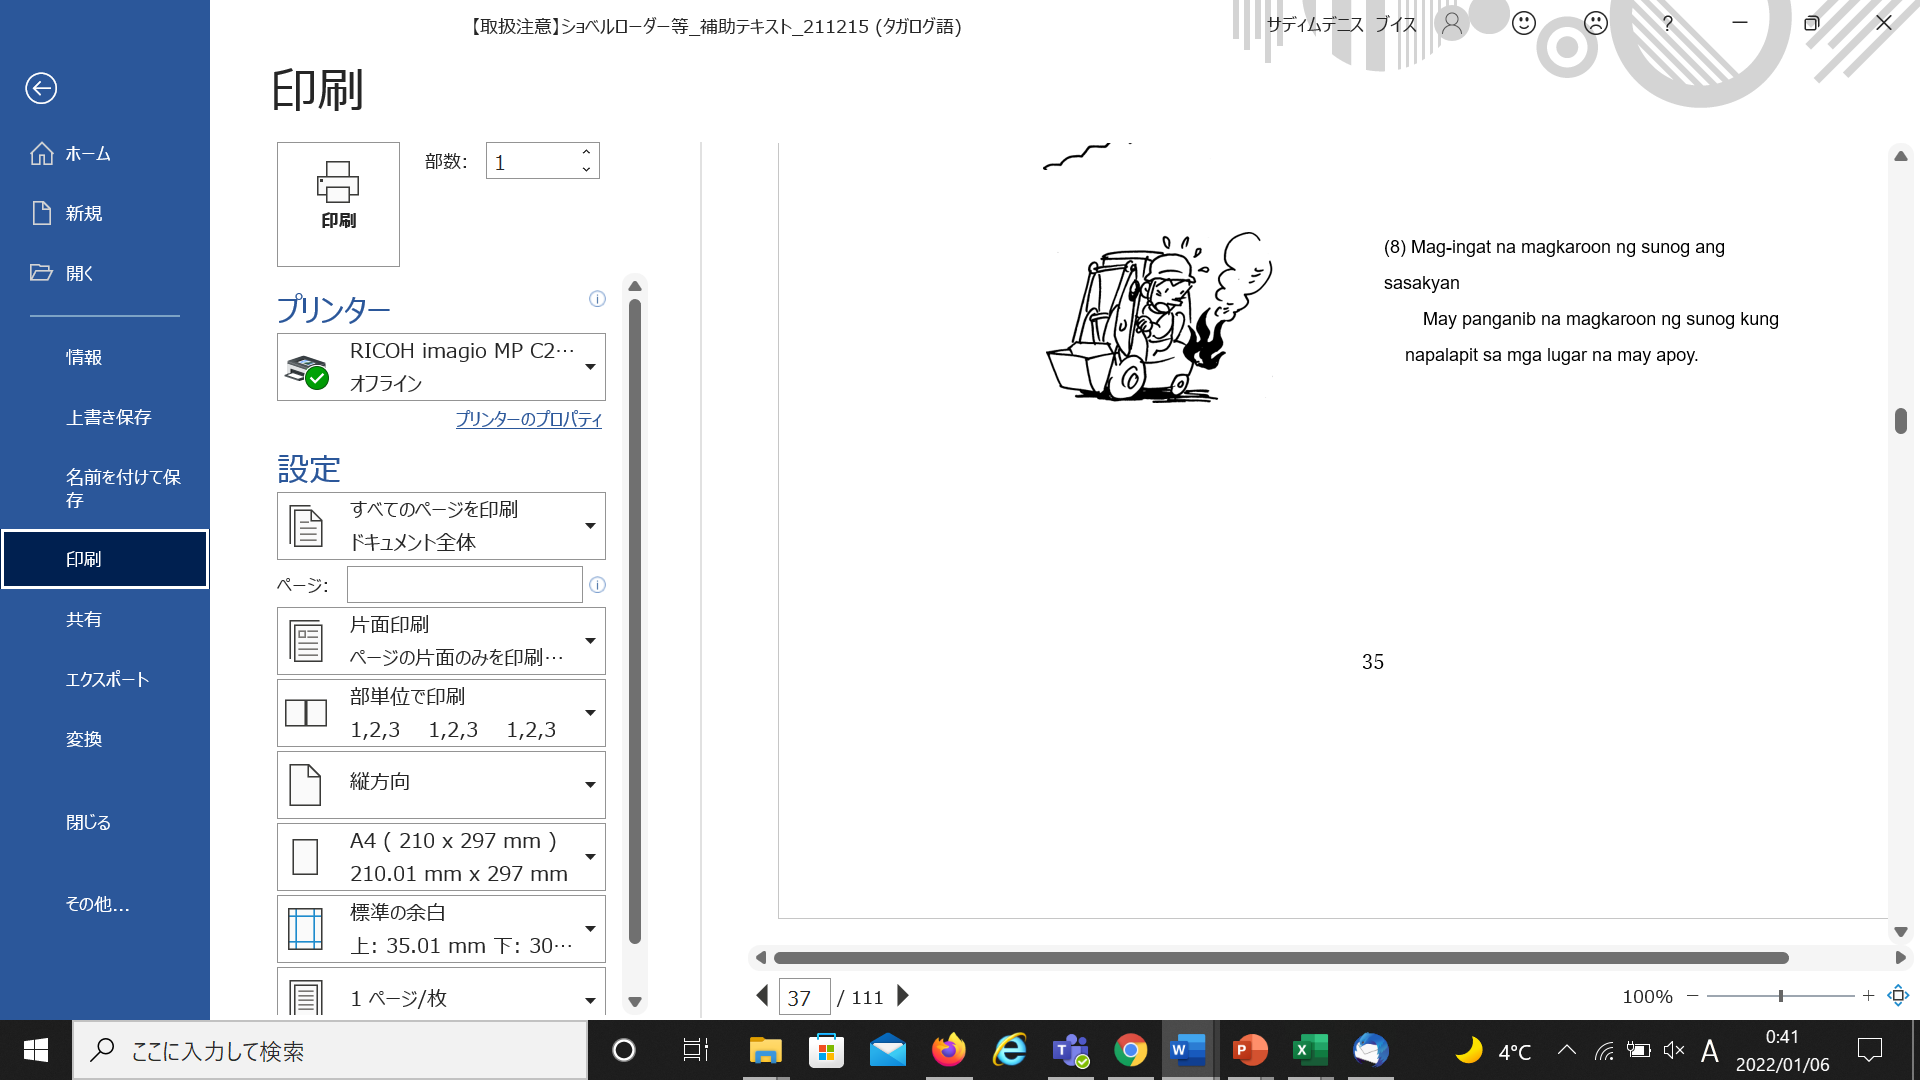 【取扱注意】ショベルローダー等_補助テキスト_211215 (タガログ語)
サディムデニス ブイス
?
印刷
ホーム
新規
開く
情報
上書き保存
名前を付けて保
存
印刷
共有
エクスポート
変換
閉じる
その他...
印刷
部数:
1
プリンター
RICOH imagio MP C2…
オフライン
プリンターのプロパティ
設定
すべてのページを印刷
ドキュメント全体
ページ:
片面印刷
ページの片面のみを印刷…
部単位で印刷
1,2,3 1,2,3 1,2,3
縦方向
A4 ( 210 x 297 mm )
210.01 mm x 297 mm
標準の余白
上: 35.01 mm 下: 30…
1 ページ/枚
(8) Mag-ingat na magkaroon ng sunog ang
sasakyan
May panganib na magkaroon ng sunog kung
napalapit sa mga lugar na may apoy.
35
37 / 111
100%
ここに入力して検索
4°C
A
0:41
2022/01/06